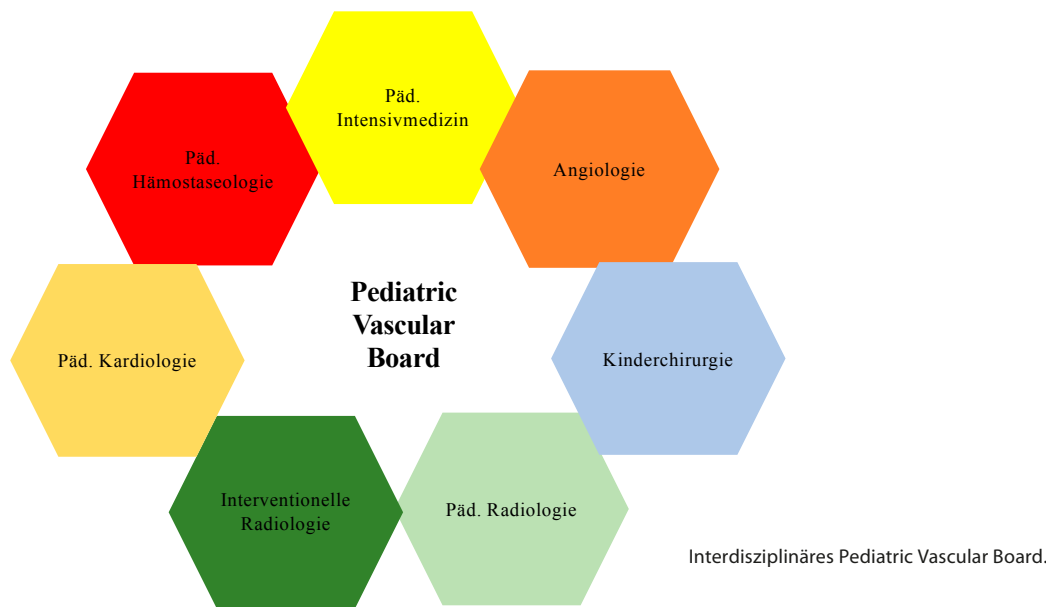 Päd.
Intensivmedizin
Päd.
Hämostaseologie
Angiologie
Pediatric
Vascular
Board
Päd. Kardiologie
Kinderchirurgie
Interventionelle
Radiologie
Päd. Radiologie
Interdisziplinäres Pediatric Vascular Board.